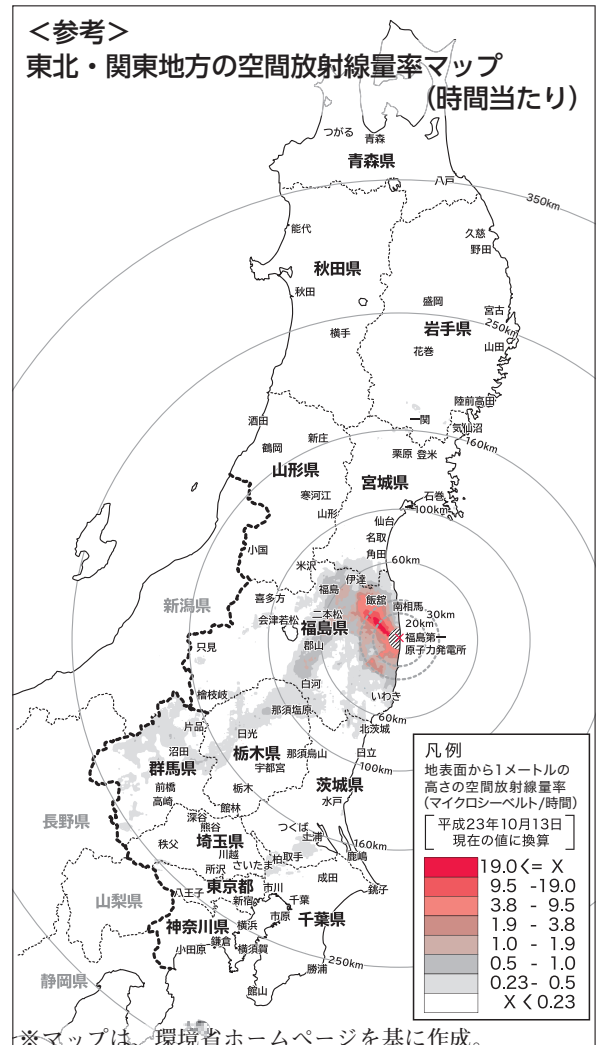 ＜参考＞
東北・関東地方の空間放射線量率マップ
（時間当たり）
つがる
青森
青森県
八戸
350km
能代
久慈
野田
秋田県
秋田
盛岡
宮古
岩手県
250km
横手
花巻
山田
陸前高田
酒田
一関
気仙沼
鶴岡
新庄
160km
山形県
栗原 登米
宮城県
寒河江
石巻
山形
100km
仙台
名取
小国
角田
米沢
60km
福島
伊達
新潟県
喜多方
飯舘
南相馬
30km
二本松
20km
会津若松
福島県
福島第一
原子力発電所
只見
郡山
白河
檜枝岐
いわき
那須塩原
60km
片品
北茨城
日光
沼田
栃木県
那須烏山
日立
群馬県
宇都宮
100km
茨城県
前橋
栃木
水戸
高崎
館林
長野県
深谷
熊谷
つくば
土浦
160km
秩父
埼玉県
川越
取手
鹿嶋
所沢
さいたま
柏
成田
東京都
山梨県
八王子
新宿
市川
千葉
銚子
神奈川県
横浜
市原
千葉県
鎌倉
小田原
横須賀
250km
静岡県
勝浦
館山
凡例
地表面から1メートルの
高さの空間放射線量率
(マイクロシーベルト/時間)
平成23年10月13日
現在の値に換算
19.0<= X
9.5 -19.0
3.8 - 9.5
1.9 - 3.8
1.0 - 1.9
0.5 - 1.0
0.23- 0.5
X<0.23
※マップは、環境省ホームページを基に作成。